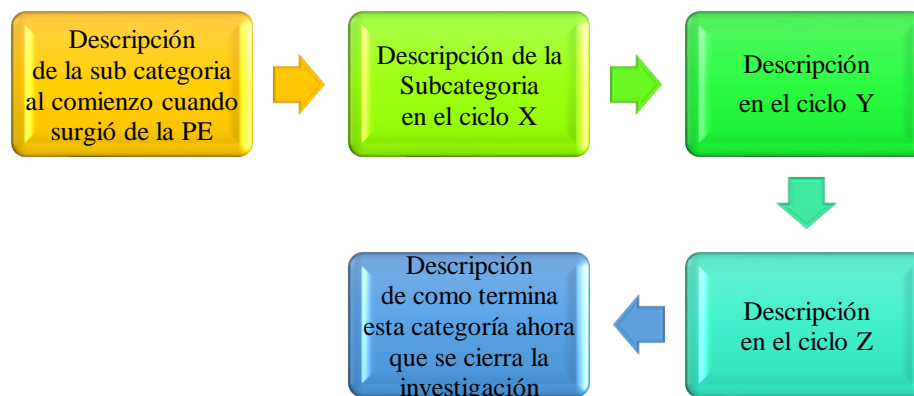 Descripción
de la sub categoria
al comienzo cuando
surgió de la PE
Descripción de la
Subcategoria
en el ciclo X
Descripción
en el ciclo Y
Descripción
en el ciclo Z
Descripción
de como termina
esta categoría ahora
que se cierra la
investigación